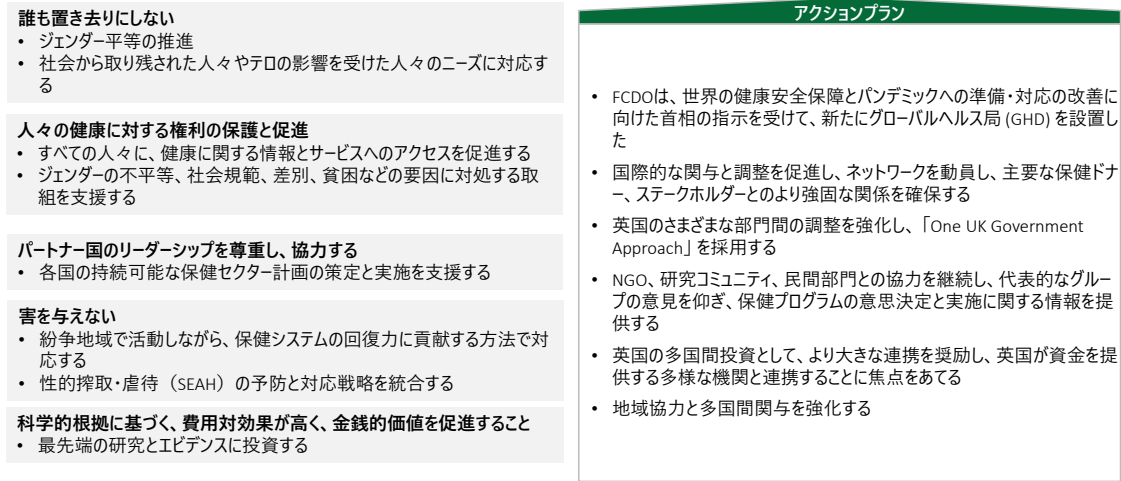 誰も置き去りにしない
• ジェンダー平等の推進
• 社会から取り残された人々やテロの影響を受けた人々のニーズに対応す
る
人々の健康に対する権利の保護と促進
• すべての人々に、健康に関する情報とサービスへのアクセスを促進する
• ジェンダーの不平等、社会規範、差別、貧困などの要因に対処する取
組を支援する
パートナー国のリーダーシップを尊重し、協力する
• 各国の持続可能な保健セクター計画の策定と実施を支援する
害を与えない
• 紛争地域で活動しながら、保健システムの回復力に貢献する方法で対
応する
• 性的搾取・虐待（SEAH）の予防と対応戦略を統合する
科学的根拠に基づく、費用対効果が高く、金銭的価値を促進すること
• 最先端の研究とエビデンスに投資する
アクションプラン
• FCDOは、世界の健康安全保障とパンデミックへの準備・対応の改善に
向けた首相の指示を受けて、新たにグローバルヘルス局 (GHD) を設置し
た
• 国際的な関与と調整を促進し、ネットワークを動員し、主要な保健ドナ
ー、ステークホルダーとのより強固な関係を確保する
• 英国のさまざまな部門間の調整を強化し、「One UK Government
Approach」を採用する
• NGO、研究コミュニティ、民間部門との協力を継続し、代表的なグルー
プの意見を仰ぎ、保健プログラムの意思決定と実施に関する情報を提
供する
• 英国の多国間投資として、より大きな連携を奨励し、英国が資金を提
供する多様な機関と連携することに焦点をあてる
• 地域協力と多国間関与を強化する